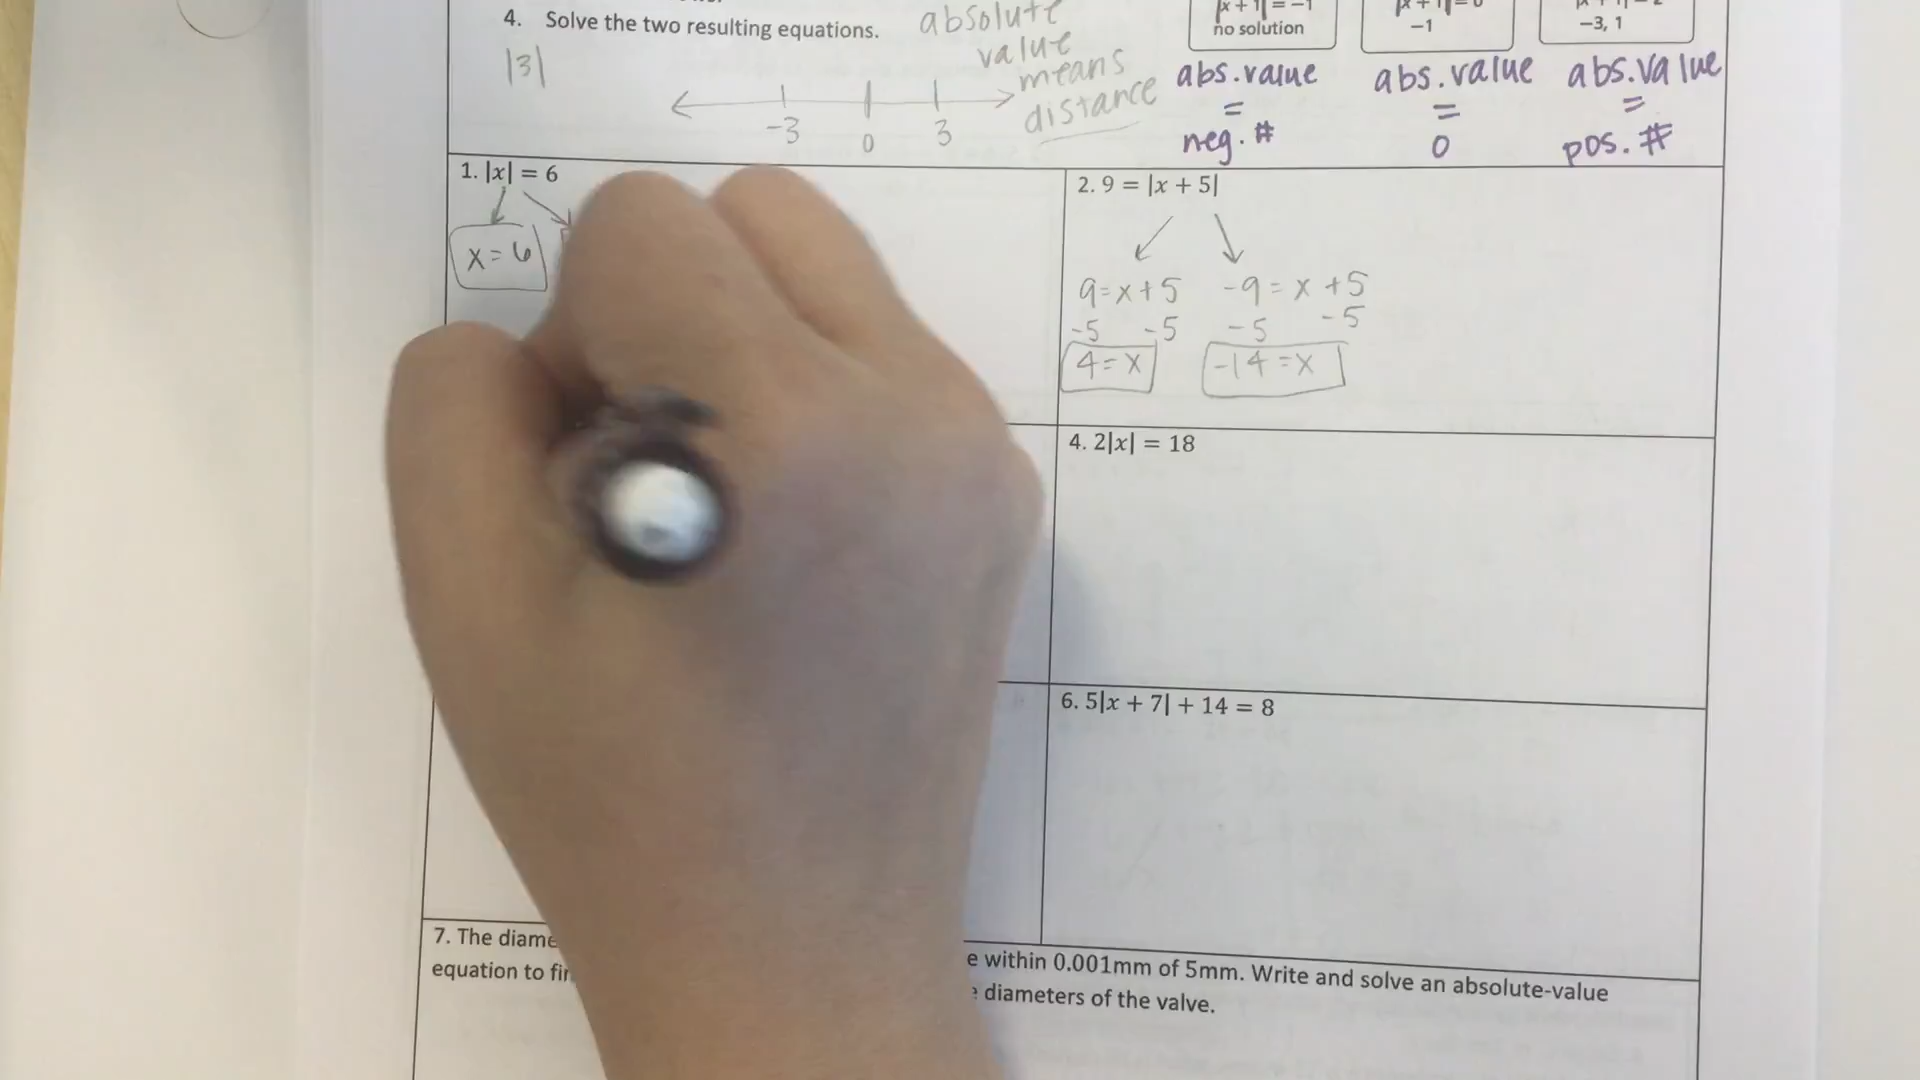 4. Solve the two resulting equations.
absolute
value
means
distance
|3|
-3 0 3
|x + 1| = −1
no solution
−1
−3, 1
abs.value
=
neg. #
abs.value
=
0
abs.value
=
pos. #
1. |x| = 6
x = 6
2. 9 = |x + 5|
9=x+5
-5 -5
4=x
-9=x+5
-5 -5
-14=x
4. 2|x| = 18
6. 5|x + 7| + 14 = 8
7. The
e within 0.001mm of 5mm. Write and solve an absolute-value
equation to
diameters of the valve.